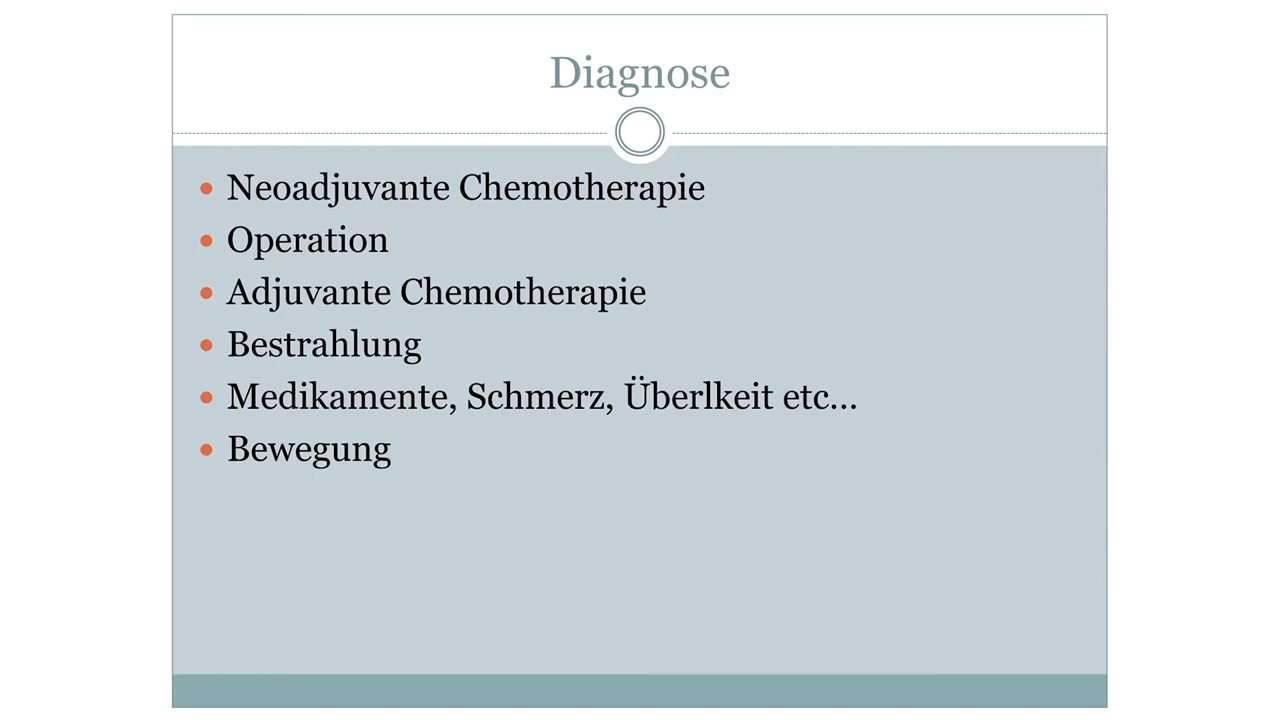 Diagnose
Neoadjuvante Chemotherapie
Operation
Adjuvante Chemotherapie
Bestrahlung
Medikamente, Schmerz, Überlkeit etc…
Bewegung